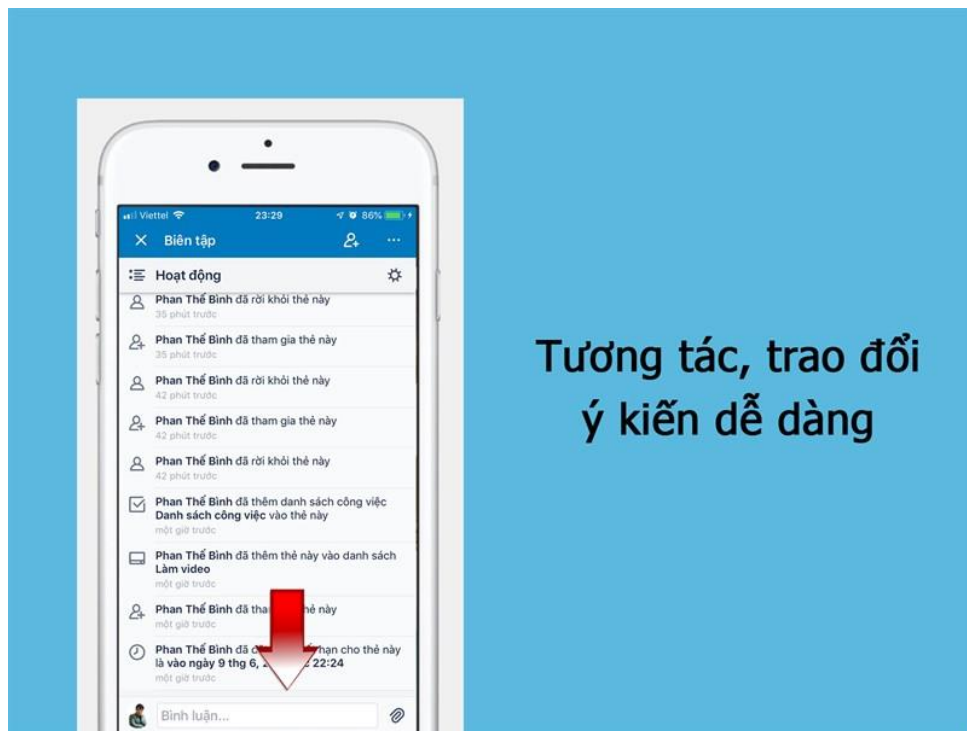 Viettel 23:29 86%
Biên tập
Hoạt động
Phan Thế Bình đã rời khỏi thẻ này
35 phút trước
Phan Thế Bình đã tham gia thẻ này
35 phút trước
Phan Thế Bình đã rời khỏi thẻ này
42 phút trước
Phan Thế Bình đã tham gia thẻ này
42 phút trước
Phan Thế Bình đã rời khỏi thẻ này
42 phút trước
Phan Thế Bình đã thêm danh sách công việc
Danh sách công việc vào thẻ này
một giờ trước
Phan Thế Bình đã thêm thẻ này vào danh sách
Làm video
một giờ trước
Phan Thế Bình đã thẻ này
một giờ trước
Phan Thế Bình đã hạn cho thẻ này
là vào ngày 9 thg 6, 22:24
một giờ trước
Bình luận...
Tương tác, trao đổi
ý kiến dễ dàng